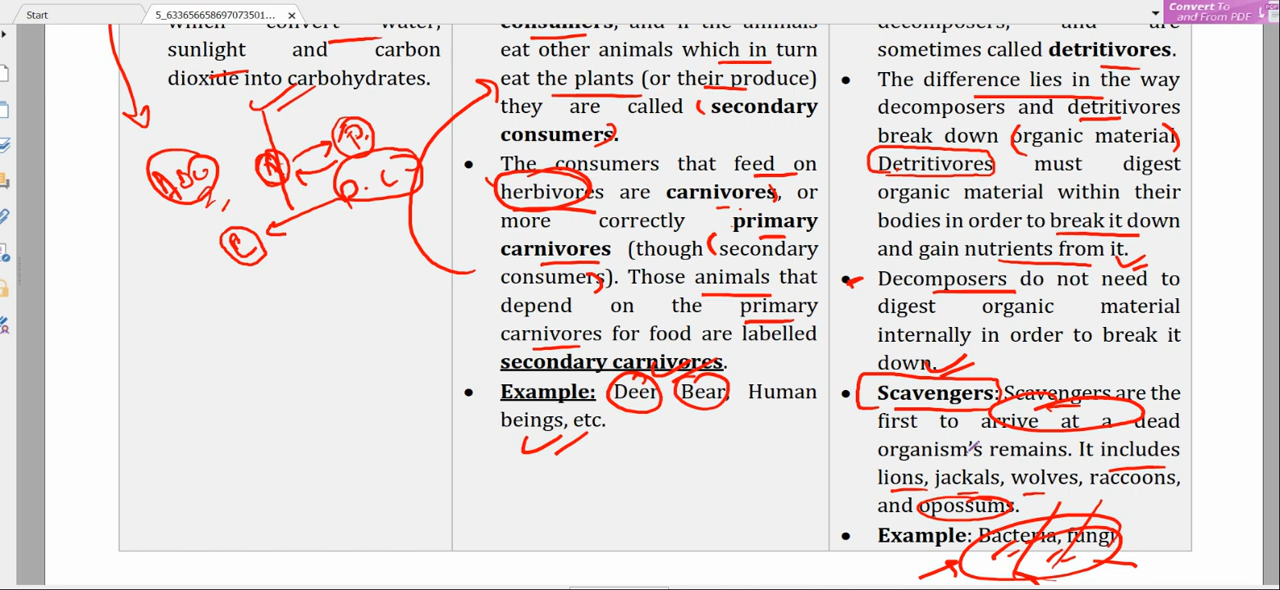 Start
5_633656658697073501... ×
Convert To
and From PDF
which convert water,
sunlight and carbon
dioxide into carbohydrates.
P.C
consumers, and if the animals
eat other animals which in turn
eat the plants (or their produce)
they are called secondary
consumers.
• The consumers that feed on
herbivores are carnivores, or
more correctly primary
carnivores (though secondary
consumers). Those animals that
depend on the primary
carnivores for food are labelled
secondary carnivores.
• Example: Deer, Bear, Human
beings, etc.
decomposers, and are
sometimes called detritivores.
• The difference lies in the way
decomposers and detritivores
break down organic material
Detritivores must digest
organic material within their
bodies in order to break it down
and gain nutrients from it.
• Decomposers do not need to
digest organic material
internally in order to break it
down.
• Scavengers: Scavengers are the
first to arrive at a dead
organism's remains. It includes
lions, jackals, wolves, raccoons,
and opossums.
• Example: Bacteria, fungi